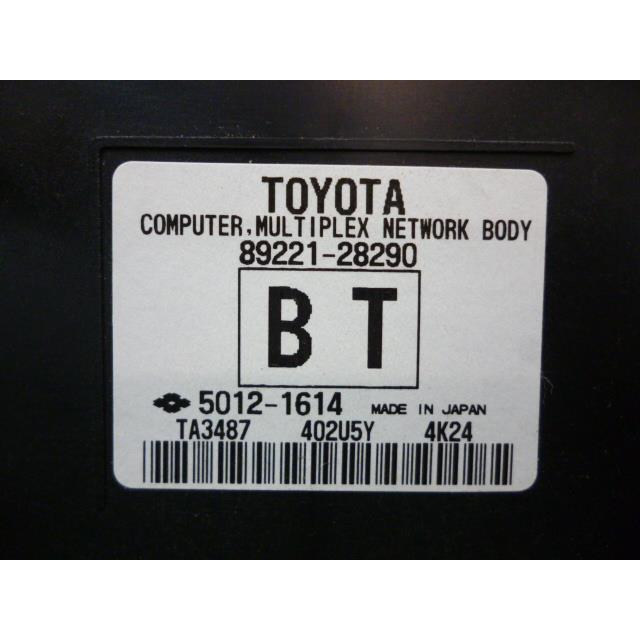 TOYOTA
COMPUTER,MULTIPLEX NETWORK BODY
89221-28290
BT
5012-1614 MADE IN JAPAN
TA3487 402U5Y 4K24